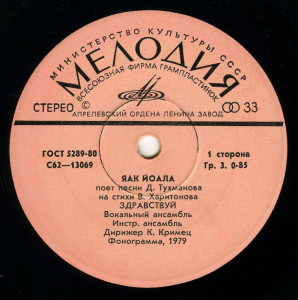 МИНИСТЕРСТВО КУЛЬТУРЫ СССР
МЕЛОДИЯ
ВСЕСОЮЗНАЯ ФИРМА ГРАМПЛАСТИНОК
СТЕРЕО
33
АПРЕЛЕВСКИЙ ОРДЕНА ЛЕНИНА ЗАВОД
ГОСТ 5289-80
1 сторона
С62—13069
Гр. 3. 0-85
ЯАК ЙОАЛА
поет песни Д. Тухманова
на стихи В. Харитонова
ЗДРАВСТВУЙ
Вокальный ансамбль
Инстр. ансамбль
Дирижер К. Кримец
Фонограмма, 1979